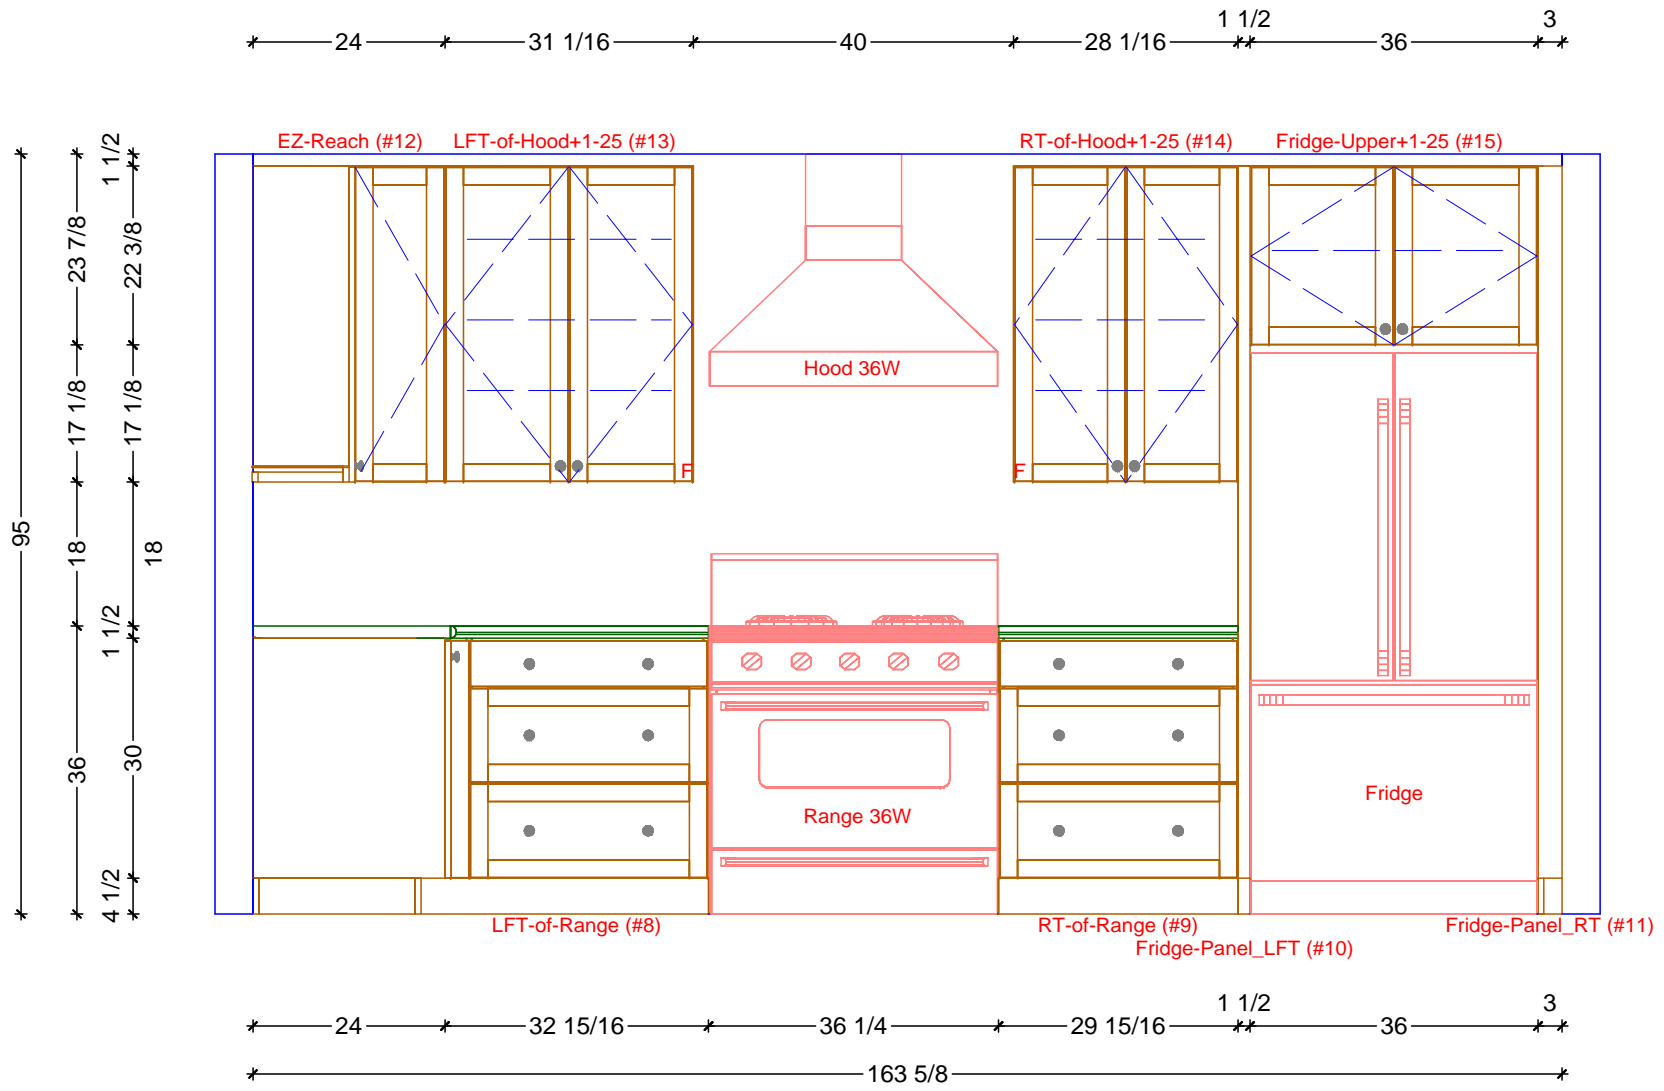 1 1/2 3
24 31 1/16 40 28 1/16 36
EZ-Reach (#12) LFT-of-Hood+1-25 (#13) RT-of-Hood+1-25 (#14) Fridge-Upper+1-25 (#15)
1 1/2
23 7/8 22 3/8
Hood 36W
17 1/8 17 1/8
F F
95 18 18
1 1/2
36 30
Fridge
Range 36W
4 1/2
LFT-of-Range (#8) RT-of-Range (#9) Fridge-Panel_RT (#11)
Fridge-Panel_LFT (#10)
1 1/2 3
24 32 15/16 36 1/4 29 15/16 36
163 5/8